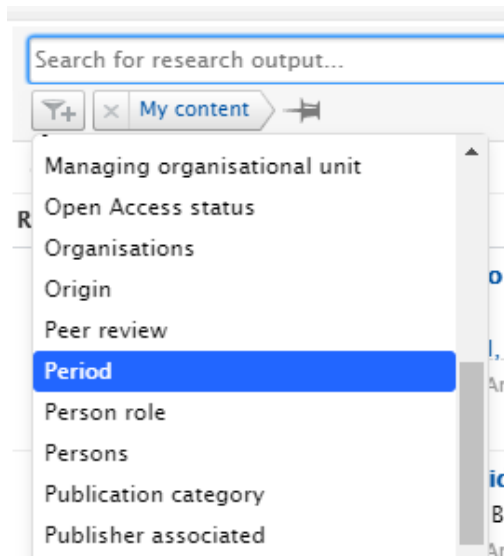 Search for research output...
My content
Managing organisational unit
Open Access status
R
Organisations
Origin
Peer review
Period
Person role
Persons
Publication category
B
Publisher associated